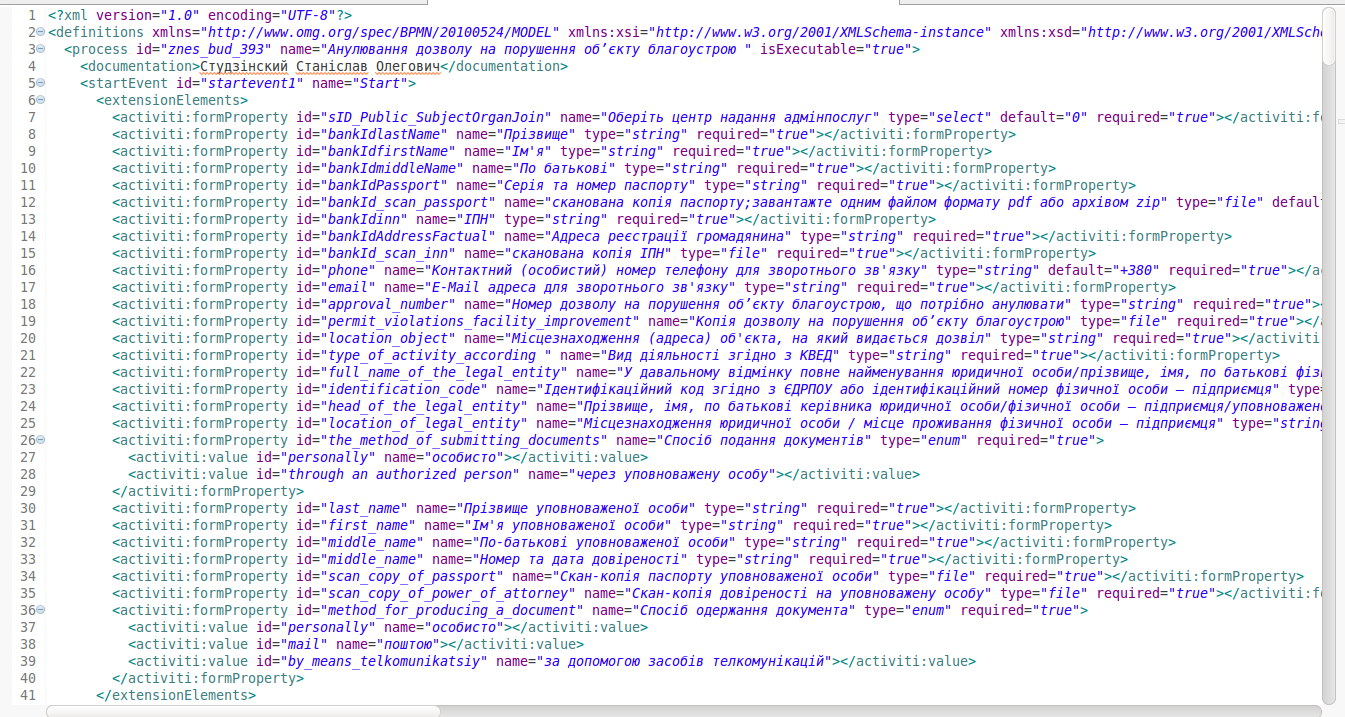 1 <?xml version="1.0" encoding="UTF-8"?>
2 <definitions xmlns="http://www.omg.org/spec/BPMN/20100524/MODEL" xmlns:xsi="http://www.w3.org/2001/XMLSchema-instance" xmlns:xsd="http://www.w3.org/2001/XMLSche
3 <process id="znes_bud_393" name="Анулювання дозволу на порушення об’єкту благоустрою " isExecutable="true">
4 <documentation>Студзінский Станіслав Олегович</documentation>
5 <startEvent id="startevent1" name="Start">
6 <extensionElements>
7 <activiti:formProperty id="sID_Public_SubjectOrganJoin" name="Оберіть центр надання адмінпослуг" type="select" default="0" required="true"></activiti:fo
8 <activiti:formProperty id="bankIdlastName" name="Прізвище" type="string" required="true"></activiti:formProperty>
9 <activiti:formProperty id="bankIdfirstName" name="Ім'я" type="string" required="true"></activiti:formProperty>
10 <activiti:formProperty id="bankIdmiddleName" name="По батькові" type="string" required="true"></activiti:formProperty>
11 <activiti:formProperty id="bankIdPassport" name="Серія та номер паспорту" type="string" required="true"></activiti:formProperty>
12 <activiti:formProperty id="bankId_scan_passport" name="сканована копія паспорту;завантажте одним файлом формату pdf або архівом zip" type="file" defaul
13 <activiti:formProperty id="bankIdinn" name="ІПН" type="string" required="true"></activiti:formProperty>
14 <activiti:formProperty id="bankIdAddressFactual" name="Адреса реєстрації громадянина" type="string" required="true"></activiti:formProperty>
15 <activiti:formProperty id="bankId_scan_inn" name="сканована копія ІПН" type="file" required="true"></activiti:formProperty>
16 <activiti:formProperty id="phone" name="Контактний (особистий) номер телефону для зворотнього зв'язку" type="string" default="+380" required="true"></ac
17 <activiti:formProperty id="email" name="E-Mail адреса для зворотнього зв'язку" type="string" required="true"></activiti:formProperty>
18 <activiti:formProperty id="approval_number" name="Номер дозволу на порушення об’єкту благоустрою, що потрібно анулювати" type="string" required="true"><
19 <activiti:formProperty id="permit_violations_facility_improvement" name="Копія дозволу на порушення об’єкту благоустрою" type="file" required="true"></a
20 <activiti:formProperty id="location_object" name="Місцезнаходження (адреса) об'єкта, на який видається дозвіл" type="string" required="true"></activiti:
21 <activiti:formProperty id="type_of_activity_according " name="Вид діяльності згідно з КВЕД" type="string" required="true"></activiti:formProperty>
22 <activiti:formProperty id="full_name_of_the_legal_entity" name="У давальному відмінку повне найменування юридичної особи/прізвище, імя, по батькові фізи
23 <activiti:formProperty id="identification_code" name="Ідентифікаційний код згідно з ЄДРПОУ або ідентифікаційний номер фізичної особи – підприємця" type=
24 <activiti:formProperty id="head_of_the_legal_entity" name="Прізвище, імя, по батькові керівника юридичної особи/фізичної особи – підприємця/уповноважено
25 <activiti:formProperty id="location_of_legal_entity" name="Місцезнаходження юридичної особи / місце проживання фізичної особи – підприємця" type="string
26 <activiti:formProperty id="the_method_of_submitting_documents" name="Спосіб подання документів" type="enum" required="true">
27 <activiti:value id="personally" name="особисто"></activiti:value>
28 <activiti:value id="through an authorized person" name="через уповноважену особу"></activiti:value>
29 </activiti:formProperty>
30 <activiti:formProperty id="last_name" name="Прізвище уповноваженої особи" type="string" required="true"></activiti:formProperty>
31 <activiti:formProperty id="first_name" name="Ім'я уповноваженої особи" type="string" required="true"></activiti:formProperty>
32 <activiti:formProperty id="middle_name" name="По-батькові уповноваженої особи" type="string" required="true"></activiti:formProperty>
33 <activiti:formProperty id="middle_name" name="Номер та дата довіреності" type="string" required="true"></activiti:formProperty>
34 <activiti:formProperty id="scan_copy_of_passport" name="Скан-копія паспорту уповноваженої особи" type="file" required="true"></activiti:formProperty>
35 <activiti:formProperty id="scan_copy_of_power_of_attorney" name="Скан-копія довіреності на уповноважену особу" type="file" required="true"></activiti:fo
36 <activiti:formProperty id="method_for_producing_a_document" name="Спосіб одержання документа" type="enum" required="true">
37 <activiti:value id="personally" name="особисто"></activiti:value>
38 <activiti:value id="mail" name="поштою"></activiti:value>
39 <activiti:value id="by_means_telkomunikatsiy" name="за допомогою засобів телкомунікацій"></activiti:value>
40 </activiti:formProperty>
41 </extensionElements>